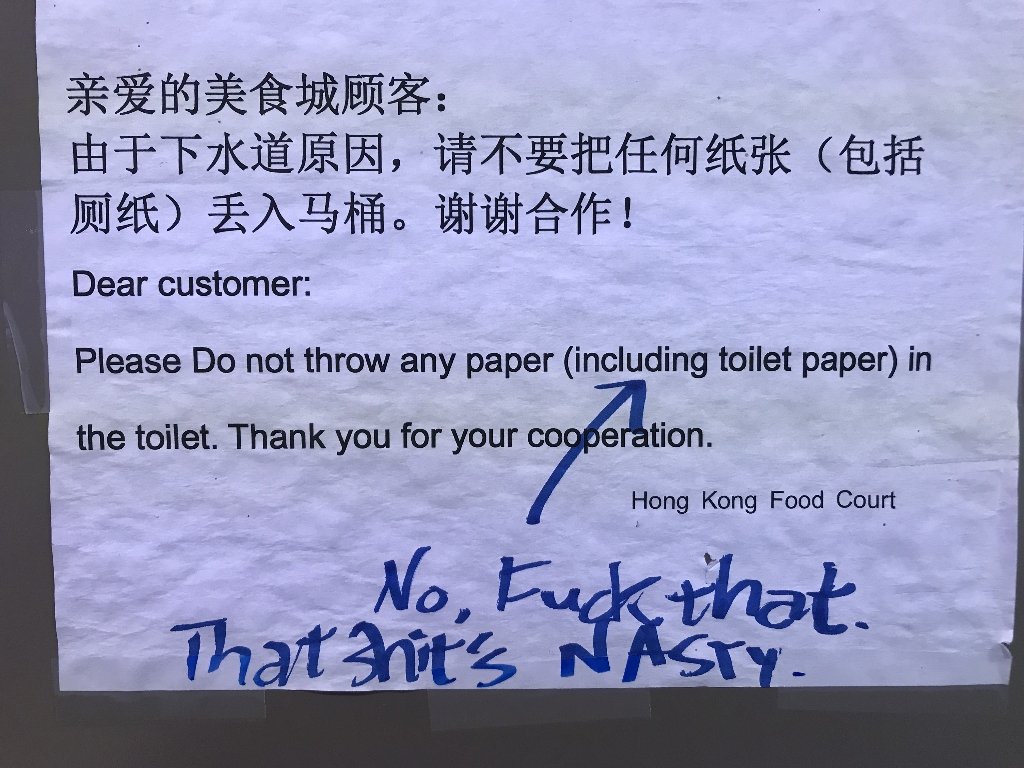 亲爱的美食城顾客：
由于下水道原因，请不要把任何纸张（包括
厕纸）丢入马桶。谢谢合作！
Dear customer:
Please Do not throw any paper (including toilet paper) in
the toilet. Thank you for your cooperation.
Hong Kong Food Court
No, Fuck that.
That shit's NASTY.